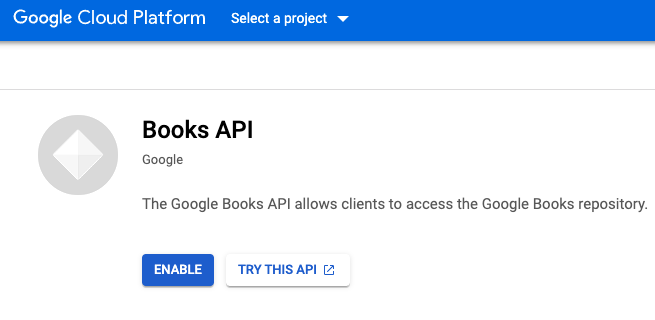 Google Cloud Platform Select a project
Books API
Google
The Google Books API allows clients to access the Google Books repository.
ENABLE TRY THIS API